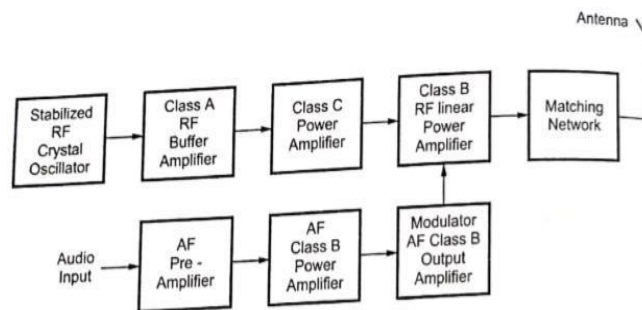 Antenna
Stabilized
RF
Crystal
Oscillator
Class A
RF
Buffer
Amplifier
Class C
Power
Amplifier
Class B
RF linear
Power
Amplifier
Matching
Network
Audio
Input
AF
Pre -
Amplifier
AF
Class B
Power
Amplifier
Modulator
AF Class B
Output
Amplifier